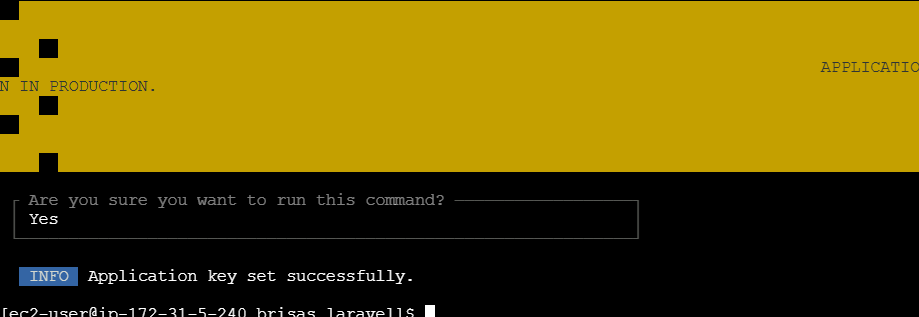 APPLICATIO
N IN PRODUCTION.
Are you sure you want to run this command?
Yes
INFO Application key set successfully.
[ec2-user@ip-172-31-5-240 brisas_laravel]$